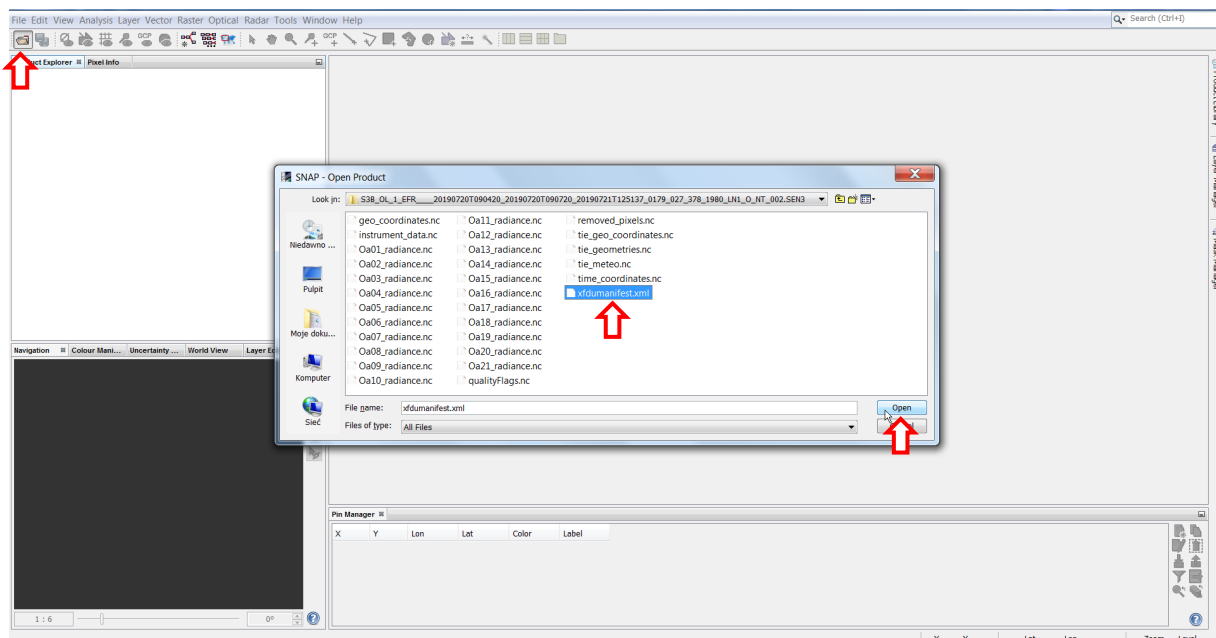 File Edit View Analysis Layer Vector Raster Optical Radar Tools Window Help
Search (Ctrl+I)
GCP GCP
Explorer Pixel Info
SNAP - Open Product
Look in: S3B_OL_1_EFR____20190720T090420_20190720T090720_20190721T125137_0179_027_378_1980_LN1_O_NT_002.SEN3
Niedawno ...
Pulpit
Moje doku...
Komputer
Sieć
geo_coordinates.nc
instrument_data.nc
Oa01_radiance.nc
Oa02_radiance.nc
Oa03_radiance.nc
Oa04_radiance.nc
Oa05_radiance.nc
Oa06_radiance.nc
Oa07_radiance.nc
Oa08_radiance.nc
Oa09_radiance.nc
Oa10_radiance.nc
Oa11_radiance.nc
Oa12_radiance.nc
Oa13_radiance.nc
Oa14_radiance.nc
Oa15_radiance.nc
Oa16_radiance.nc
Oa17_radiance.nc
Oa18_radiance.nc
Oa19_radiance.nc
Oa20_radiance.nc
Oa21_radiance.nc
qualityFlags.nc
removed_pixels.nc
tie_geo_coordinates.nc
tie_geometries.nc
tie_meteo.nc
time_coordinates.nc
xfdumanifest.xml
File name: xfdumanifest.xml
Open
Files of type: All Files
Navigation Colour Mani... Uncertainty ... World View Layer
1 : 6 0°
Pin Manager
X Y Lon Lat Color Label